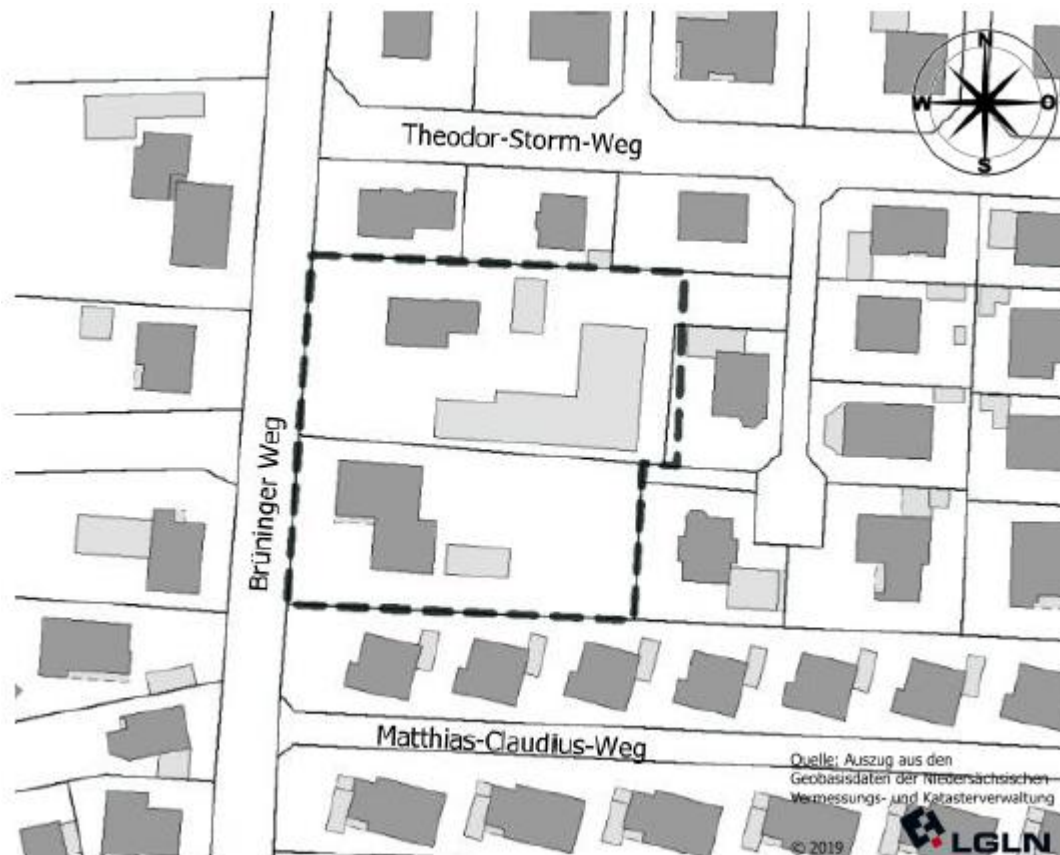 N
W
O
S
Theodor-Storm-Weg
Brüninger Weg
Matthias-Claudius-Weg
Quelle: Auszug aus den
Geobasisdaten der Niedersächsischen
Vermessungs- und Katasterverwaltung
© 2019
LGLN